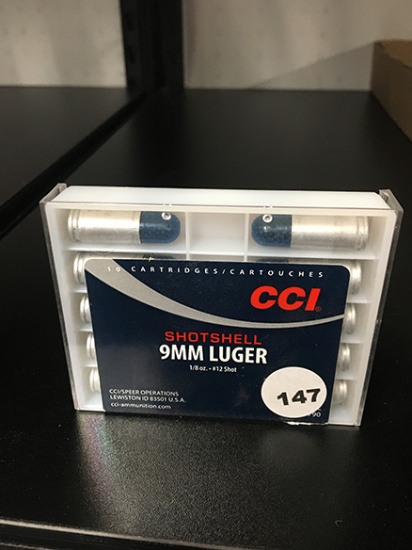 10 CARTRIDGES/CARTOUCHES
CCI®
SHOTSHELL
9MM LUGER
1/8 oz. - #12 Shot
CCI/SPEER OPERATIONS
LEWISTON ID 83501 U.S.A.
cci-ammunition.com
147